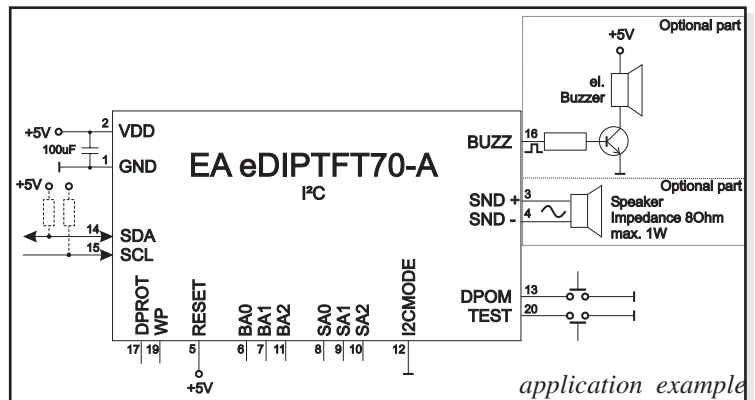 Optional part
+5V
el.
Buzzer
+5V
2
VDD
100uF
1
GND
EA eDIPTFT70-A
I²C
BUZZ
16
+5V
Optional part
SND +
3
SND -
4
Speaker
Impedance 8Ohm
max. 1W
14
SDA
15
SCL
DPROT
WP
RESET
BA0
BA1
BA2
SA0
SA1
SA2
I2CMODE
DPOM
13
TEST
20
17
19
5
6
7
11
8
9
10
12
+5V
application example